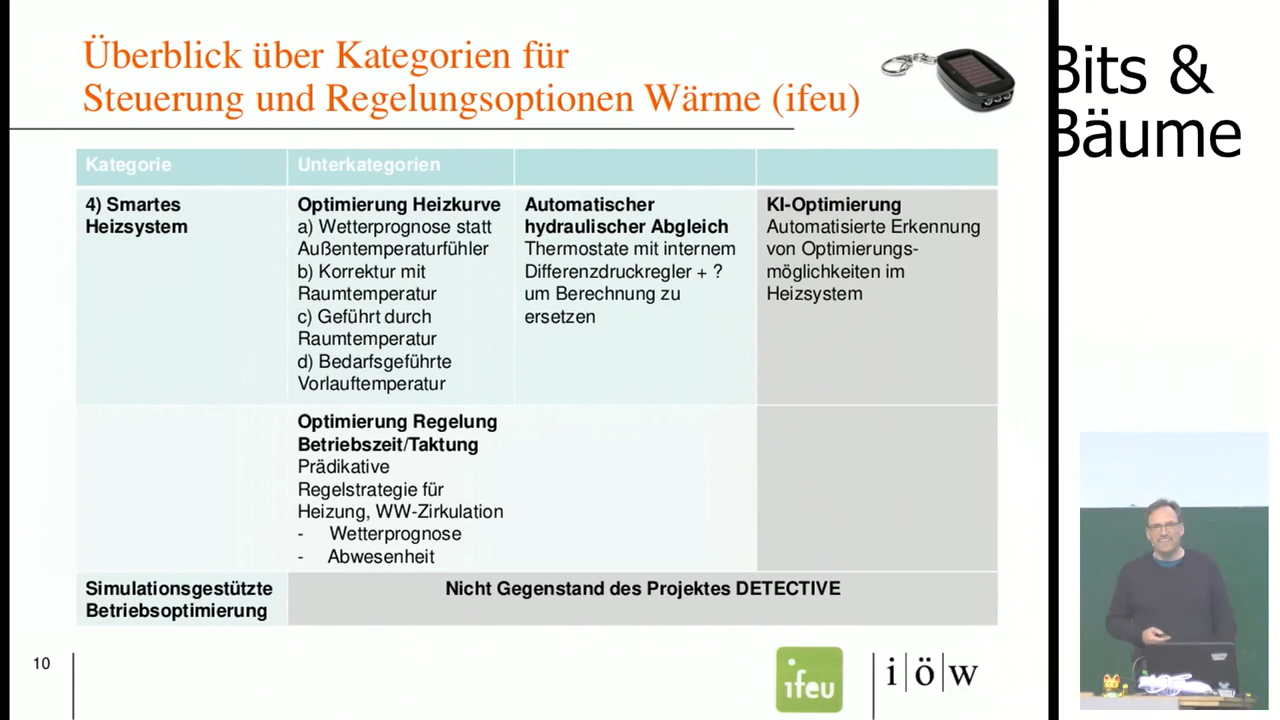 Überblick über Kategorien für
Steuerung und Regelungsoptionen Wärme (ifeu)
Bits &
Bäume
Kategorie
Unterkategorien
4) Smartes
Heizsystem
Optimierung Heizkurve
a) Wetterprognose statt
Außentemperaturfühler
b) Korrektur mit
Raumtemperatur
c) Geführt durch
Raumtemperatur
d) Bedarfsgeführte
Vorlauftemperatur
Automatischer
hydraulischer Abgleich
Thermostate mit internem
Differenzdruckregler + ?
um Berechnung zu
ersetzen
KI-Optimierung
Automatisierte Erkennung
von Optimierungs-
möglichkeiten im
Heizsystem
Optimierung Regelung
Betriebszeit/Taktung
Prädikative
Regelstrategie für
Heizung, WW-Zirkulation
- Wetterprognose
- Abwesenheit
Simulationsgestützte
Betriebsoptimierung
Nicht Gegenstand des Projektes DETECTIVE
10
ifeu
i|ö|w